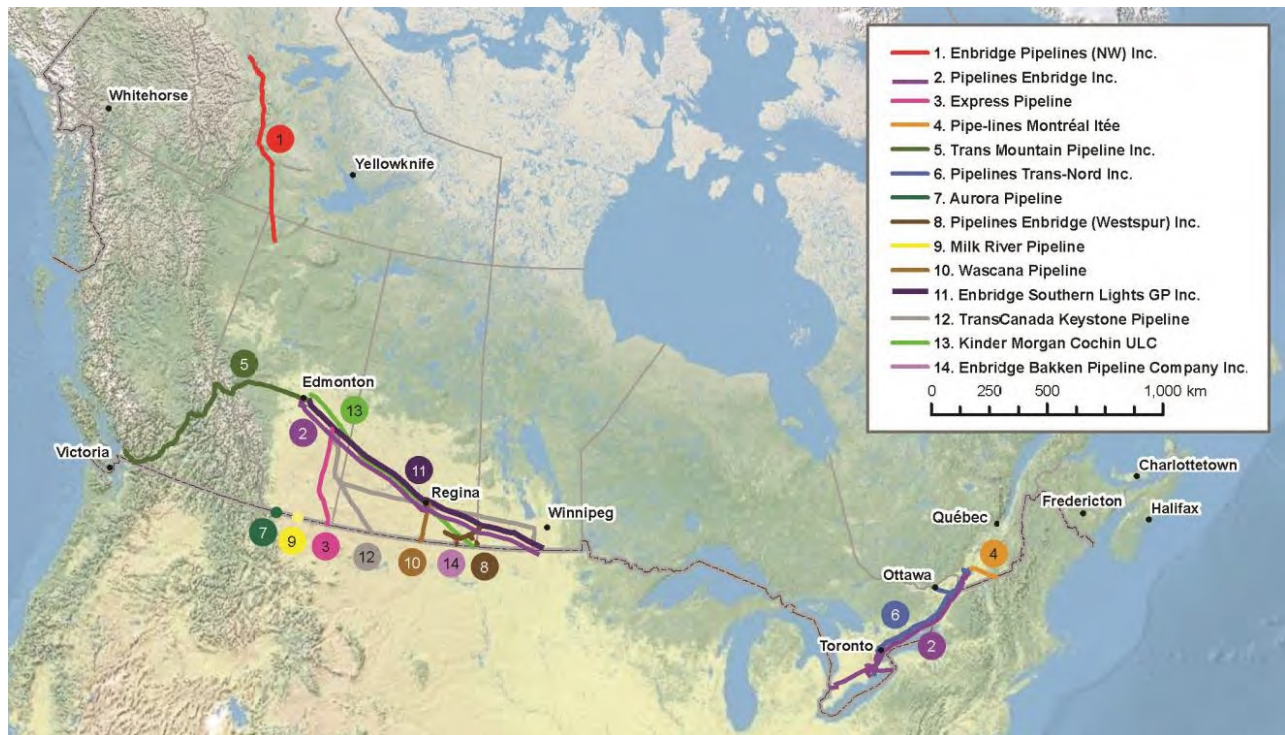 Whitehorse
1
Yellowknife
1. Enbridge Pipelines (NW) Inc.
2. Pipelines Enbridge Inc.
3. Express Pipeline
4. Pipe-lines Montréal ltée
5. Trans Mountain Pipeline Inc.
6. Pipelines Trans-Nord Inc.
7. Aurora Pipeline
8. Pipelines Enbridge (Westspur) Inc.
9. Milk River Pipeline
10. Wascana Pipeline
11. Enbridge Southern Lights GP Inc.
12. TransCanada Keystone Pipeline
13. Kinder Morgan Cochin ULC
14. Enbridge Bakken Pipeline Company Inc.
0 250 500 1,000 km
5
Edmonton
13
2
Victoria
11
Regina
Winnipeg
7
9
3
12
10
14
8
Charlottetown
Fredericton
Halifax
Québec
4
Ottawa
6
Toronto
2